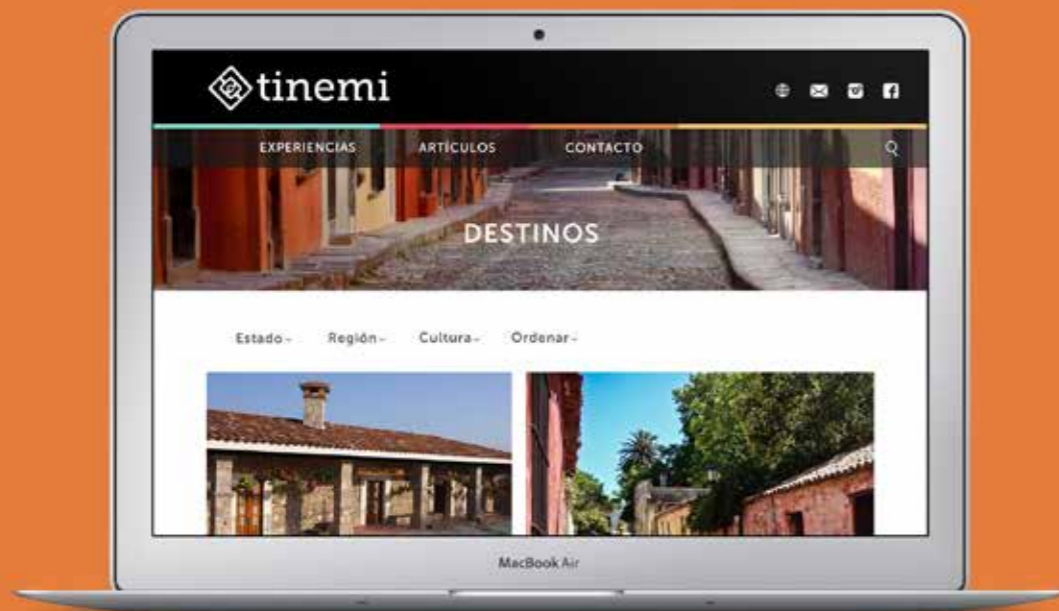 tinemi
EXPERIENCIAS ARTÍCULOS CONTACTO
DESTINOS
Estado Región Cultura Ordenar
MacBook Air